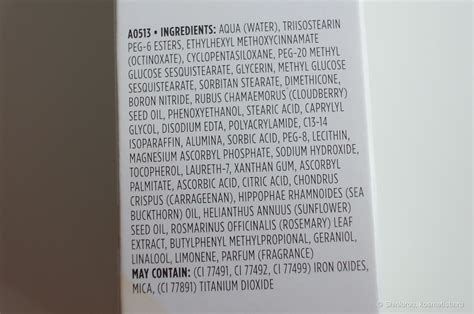 A0513 • INGREDIENTS: AQUA (WATER), TRIISOSTEARIN
PEG-6 ESTERS, ETHYLHEXYL METHOXYCINNAMATE
(OCTINOXATE), CYCLOPENTASILOXANE, PEG-20 METHYL
GLUCOSE SESQUISTEARATE, GLYCERIN, METHYL GLUCOSE
SESQUISTEARATE, SORBITAN STEARATE, DIMETHICONE,
BORON NITRIDE, RUBUS CHAMAEMORUS (CLOUDBERRY)
SEED OIL, PHENOXYETHANOL, STEARIC ACID, CAPRYLYL
GLYCOL, DISODIUM EDTA, POLYACRYLAMIDE, C13-14
ISOPARAFFIN, ALUMINA, SORBIC ACID, PEG-8, LECITHIN,
MAGNESIUM ASCORBYL PHOSPHATE, SODIUM HYDROXIDE,
TOCOPHEROL, LAURETH-7, XANTHAN GUM, ASCORBYL
PALMITATE, ASCORBIC ACID, CITRIC ACID, CHONDRUS
CRISPUS (CARRAGEENAN), HIPPOPHAE RHAMNOIDES (SEA
BUCKTHORN) OIL, HELIANTHUS ANNUUS (SUNFLOWER)
SEED OIL, ROSMARINUS OFFICINALIS (ROSEMARY) LEAF
EXTRACT, BUTYLPHENYL METHYLPROPIONAL, GERANIOL,
LINALOOL, LIMONENE, PARFUM (FRAGRANCE)
MAY CONTAIN: (CI 77491, CI 77492, CI 77499) IRON OXIDES,
MICA, (CI 77891) TITANIUM DIOXIDE